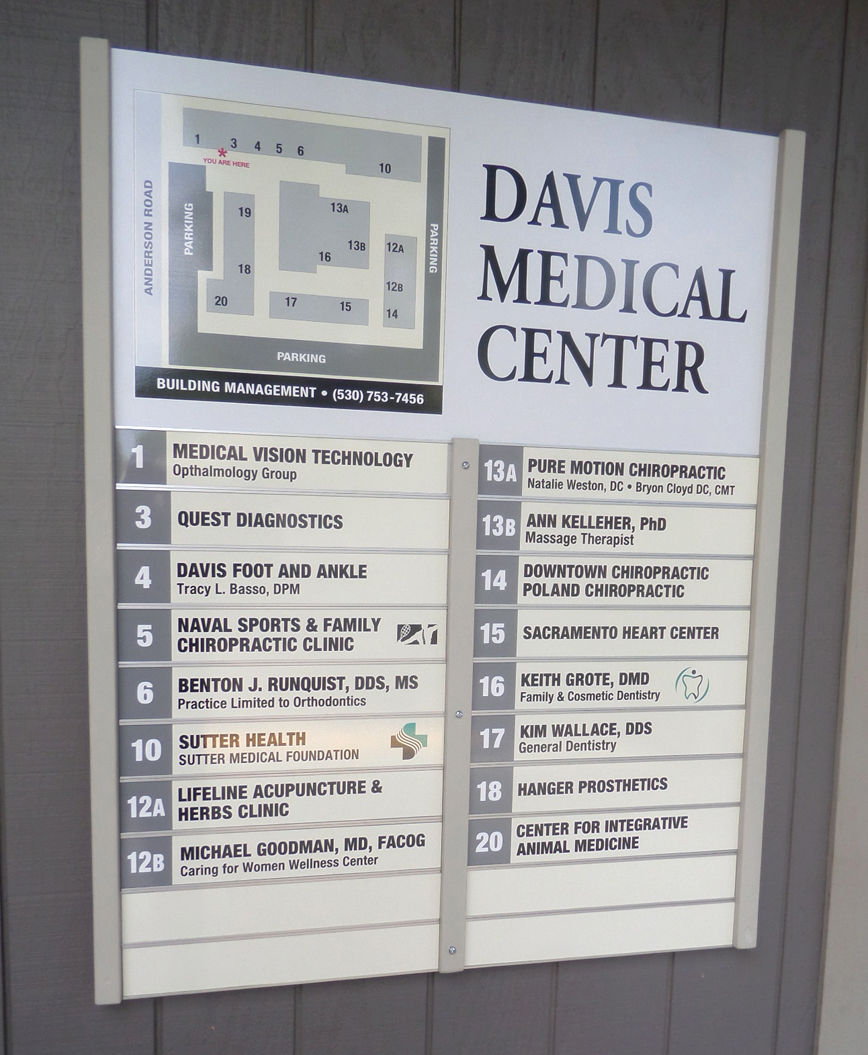 ANDERSON ROAD
1
3
4
5
6
10
YOU ARE HERE
PARKING
19
18
20
13A
13B
16
17
15
12A
12B
14
PARKING
PARKING
BUILDING MANAGEMENT • (530) 753-7456
DAVIS
MEDICAL
CENTER
1 MEDICAL VISION TECHNOLOGY
Opthalmology Group
3 QUEST DIAGNOSTICS
4 DAVIS FOOT AND ANKLE
Tracy L. Basso, DPM
5 NAVAL SPORTS & FAMILY
CHIROPRACTIC CLINIC
6 BENTON J. RUNQUIST, DDS, MS
Practice Limited to Orthodontics
10 SUTTER HEALTH
SUTTER MEDICAL FOUNDATION
12A LIFELINE ACUPUNCTURE &
HERBS CLINIC
12B MICHAEL GOODMAN, MD, FACOG
Caring for Women Wellness Center
13A PURE MOTION CHIROPRACTIC
Natalie Weston, DC • Bryon Cloyd DC, CMT
13B ANN KELLEHER, PhD
Massage Therapist
14 DOWNTOWN CHIROPRACTIC
POLAND CHIROPRACTIC
15 SACRAMENTO HEART CENTER
16 KEITH GROTE, DMD
Family & Cosmetic Dentistry
17 KIM WALLACE, DDS
General Dentistry
18 HANGER PROSTHETICS
20 CENTER FOR INTEGRATIVE
ANIMAL MEDICINE